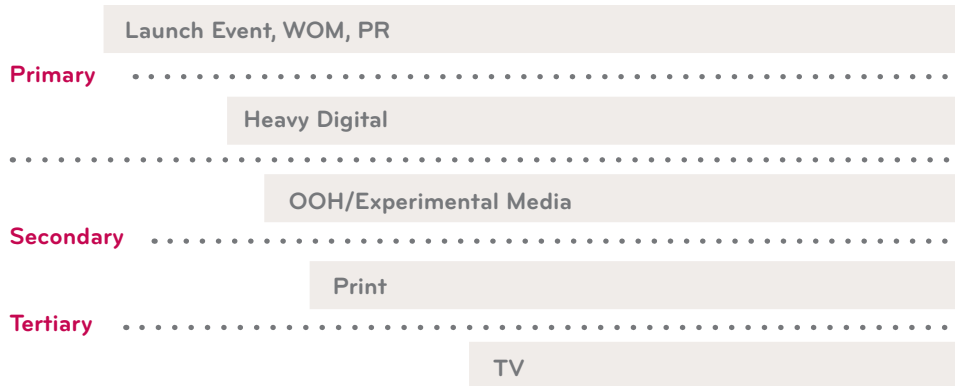 Launch Event, WOM, PR
Primary
Heavy Digital
OOH/Experimental Media
Secondary
Print
Tertiary
TV